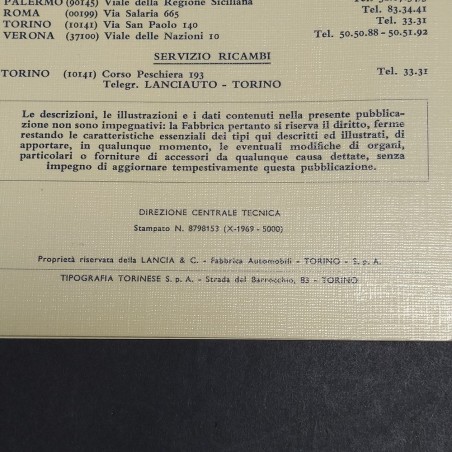 PALERMO (90145) Viale della Regione Siciliana
ROMA (00199) Via Salaria 665 Tel. 83.34.41
TORINO (10141) Via San Paolo 140 Tel. 33.31
VERONA (37100) Viale delle Nazioni 10 Tel. 50.50.88 - 50.51.92
SERVIZIO RICAMBI
TORINO (10141) Corso Peschiera 193 Tel. 33.31
Telegr. LANCIAUTO - TORINO
Le descrizioni, le illustrazioni e i dati contenuti nella presente pubblica-
zione non sono impegnativi: la Fabbrica pertanto si riserva il diritto, ferme
restando le caratteristiche essenziali dei tipi qui descritti ed illustrati, di
apportare, in qualunque momento, le eventuali modifiche di organi,
particolari o forniture di accessori da qualunque causa dettate, senza
impegno di aggiornare tempestivamente questa pubblicazione.
DIREZIONE CENTRALE TECNICA
Stampato N. 8798153 (X-1969 - 5000)
Proprietà riservata della LANCIA & C. - Fabbrica Automobili - TORINO - S. p. A.
TIPOGRAFIA TORINESE S. p. A. - Strada del Barrocchio, 83 - TORINO